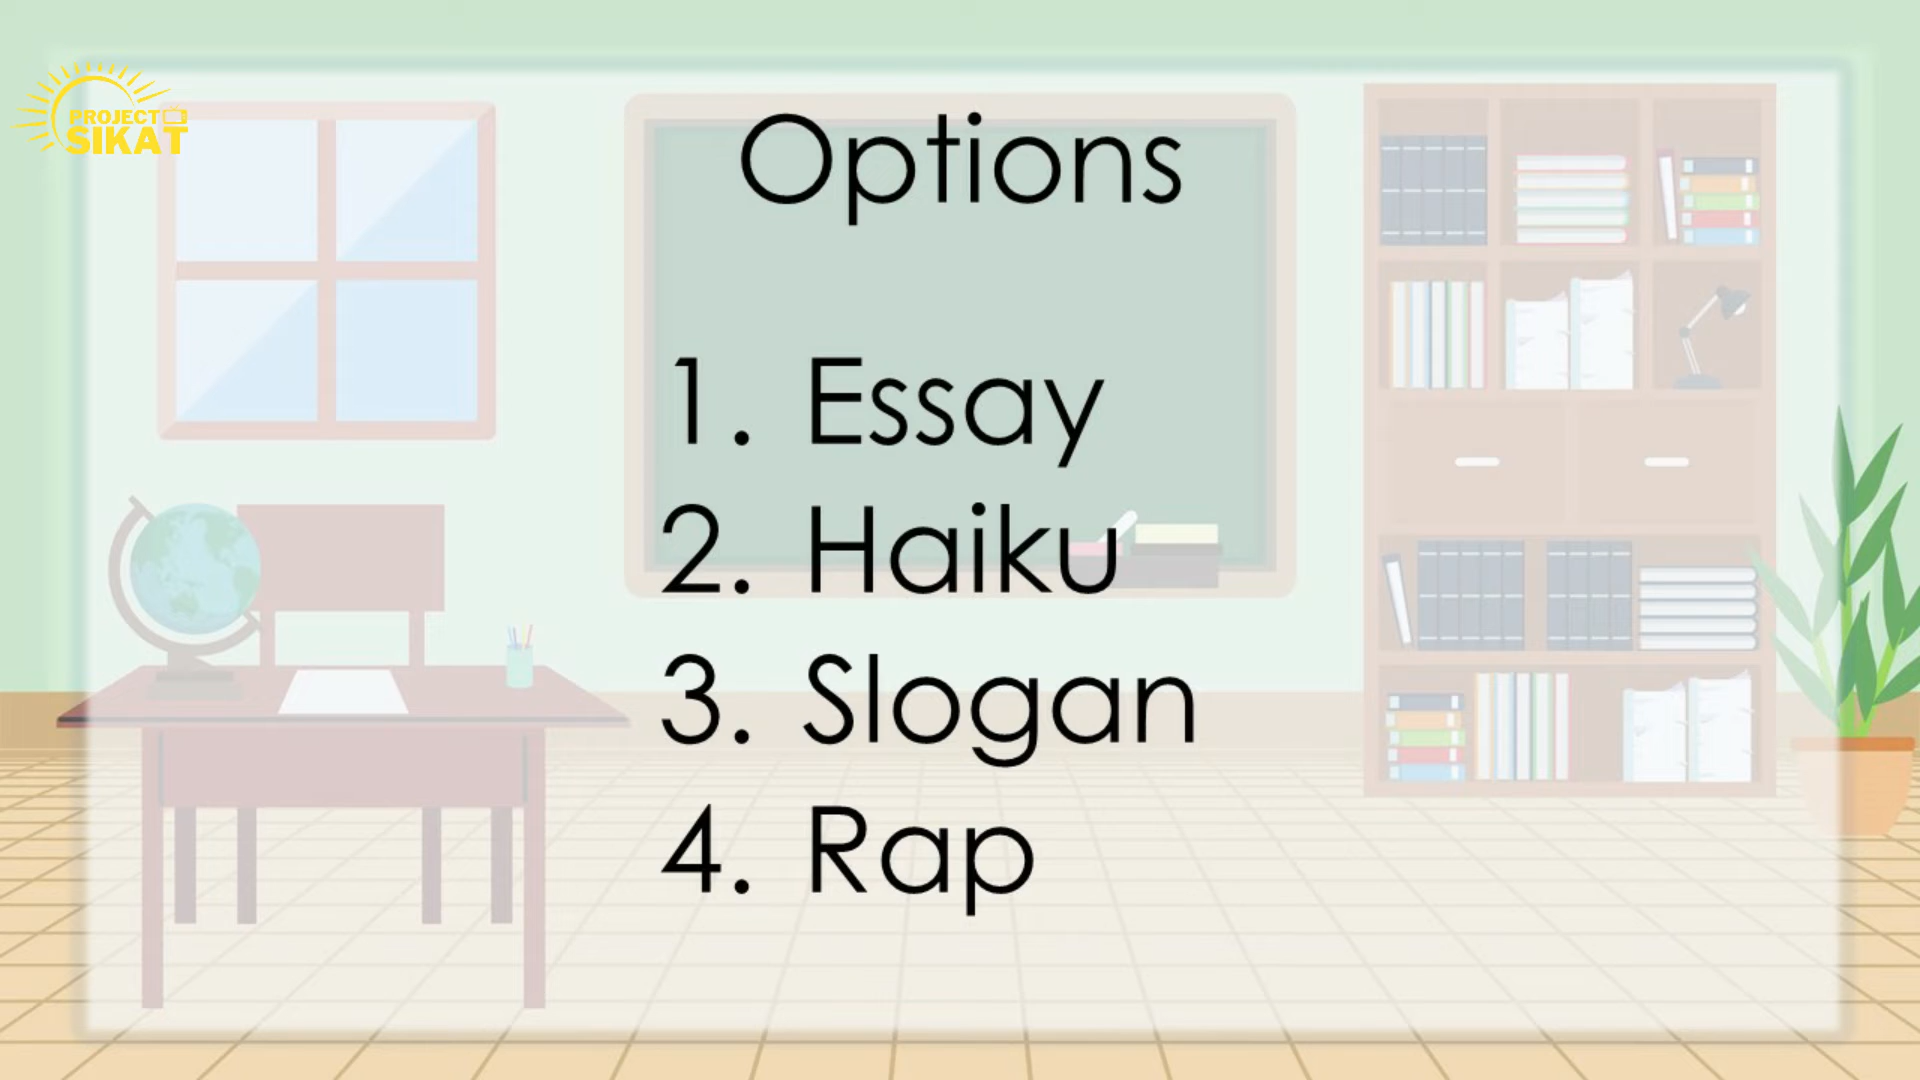 PROJECT
SIKAT
Options
1. Essay
2. Haiku
3. Slogan
4. Rap